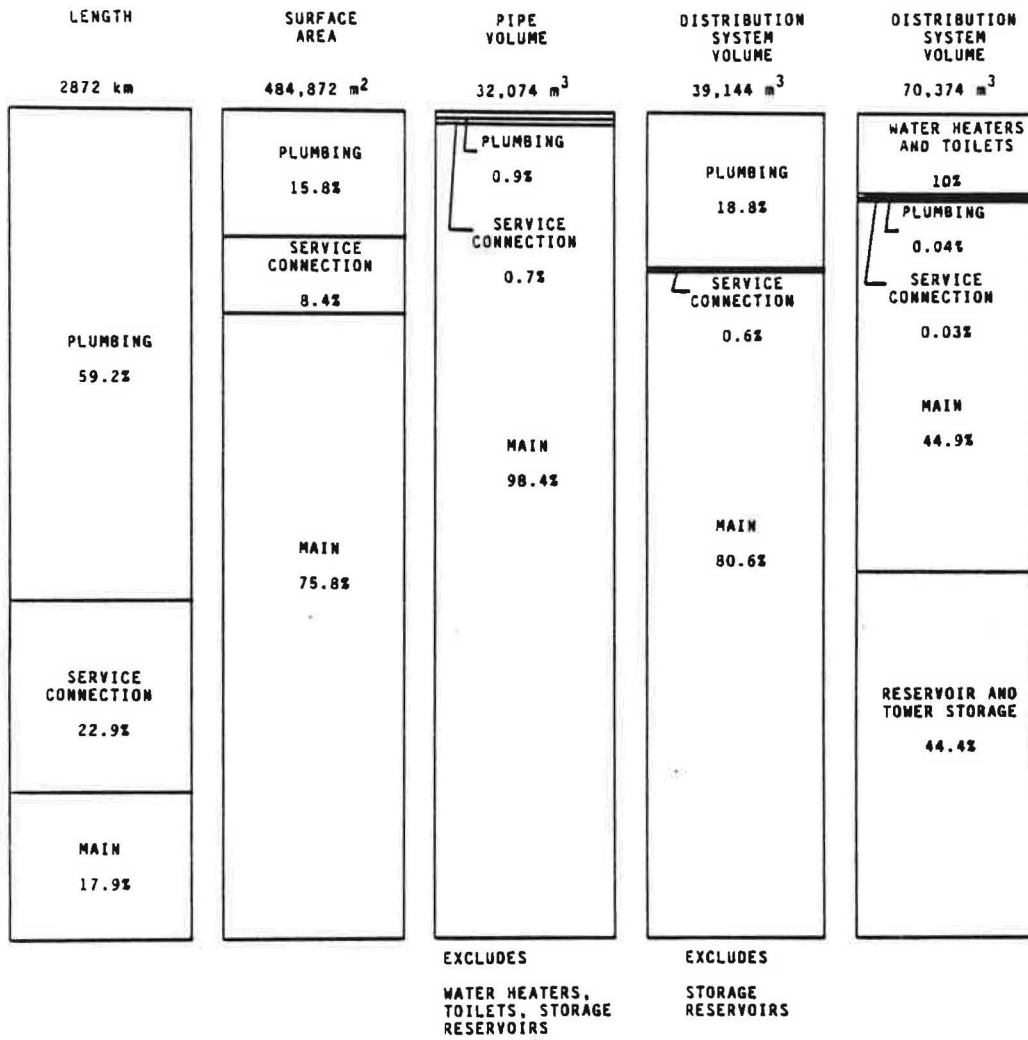 LENGTH
2872 km
PLUMBING
59.2%
SERVICE
CONNECTION
22.9%
MAIN
17.9%
SURFACE
AREA
484,872 m²
PLUMBING
15.8%
SERVICE
CONNECTION
8.4%
MAIN
75.8%
PIPE
VOLUME
32,074 m³
PLUMBING
0.9%
SERVICE
CONNECTION
0.7%
MAIN
98.4%
EXCLUDES
WATER HEATERS,
TOILETS, STORAGE
RESERVOIRS
DISTRIBUTION
SYSTEM
VOLUME
39,144 m³
PLUMBING
18.8%
SERVICE
CONNECTION
0.6%
MAIN
80.6%
EXCLUDES
STORAGE
RESERVOIRS
DISTRIBUTION
SYSTEM
VOLUME
70,374 m³
WATER HEATERS
AND TOILETS
10%
PLUMBING
0.04%
SERVICE
CONNECTION
0.03%
MAIN
44.9%
RESERVOIR AND
TOWER STORAGE
44.4%